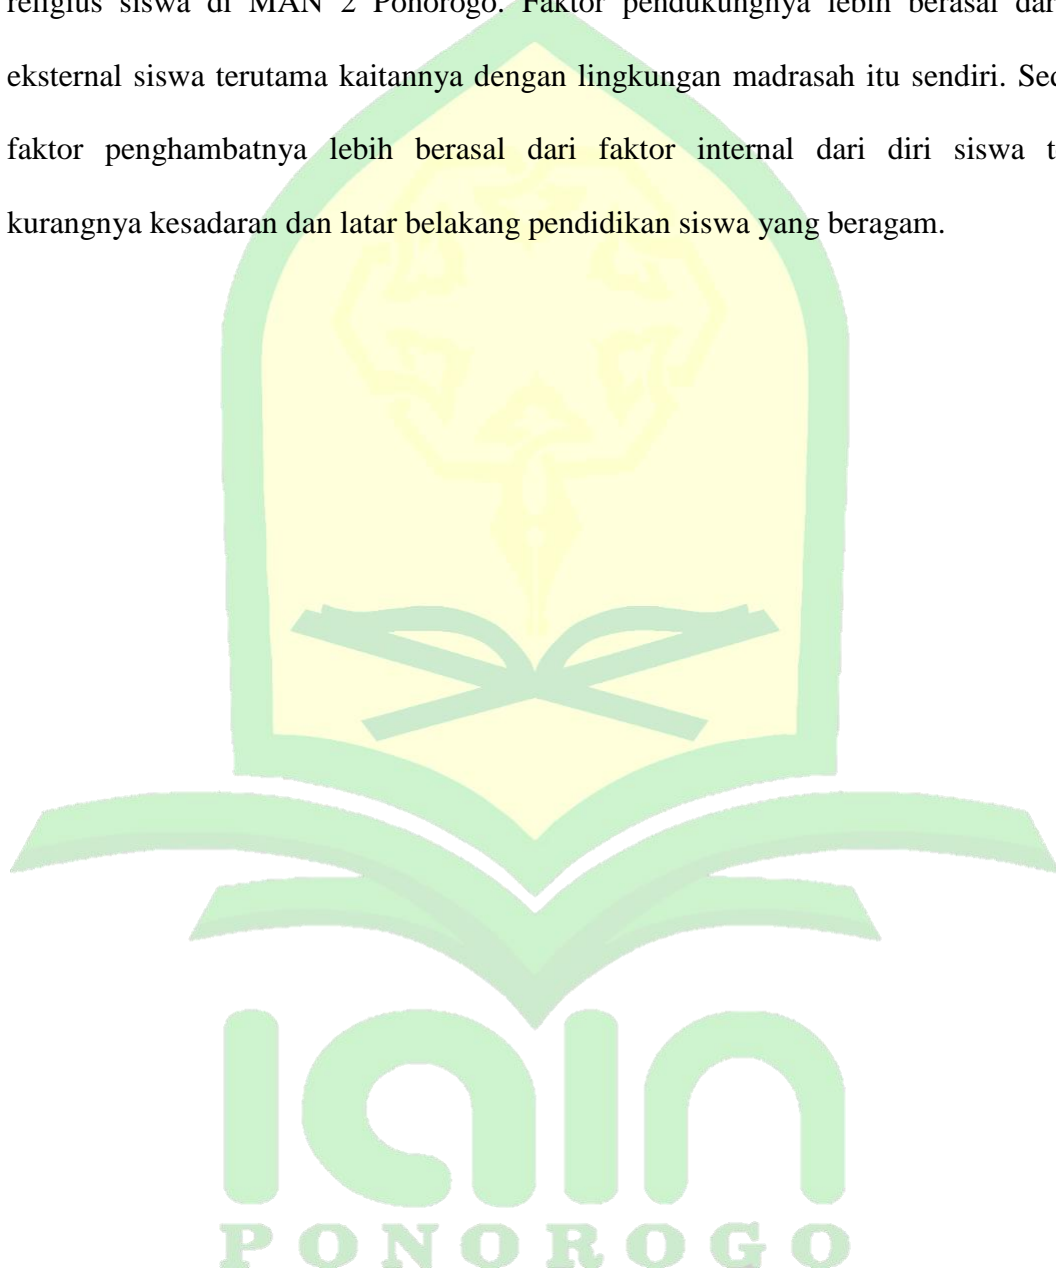 religius siswa di MAN 2 Ponorogo. Faktor pendukungnya lebih berasal
eksternal siswa terutama kaitannya dengan lingkungan madrasah itu sendiri.
faktor penghambatnya lebih berasal dari faktor internal dari diri siswa
kurangnya kesadaran dan latar belakang pendidikan siswa yang beragam.
iain
PONOROGO